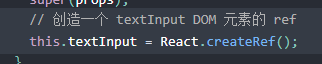 super(props);
// 创造一个 textInput DOM 元素的 ref
this.textInput = React.createRef();
}